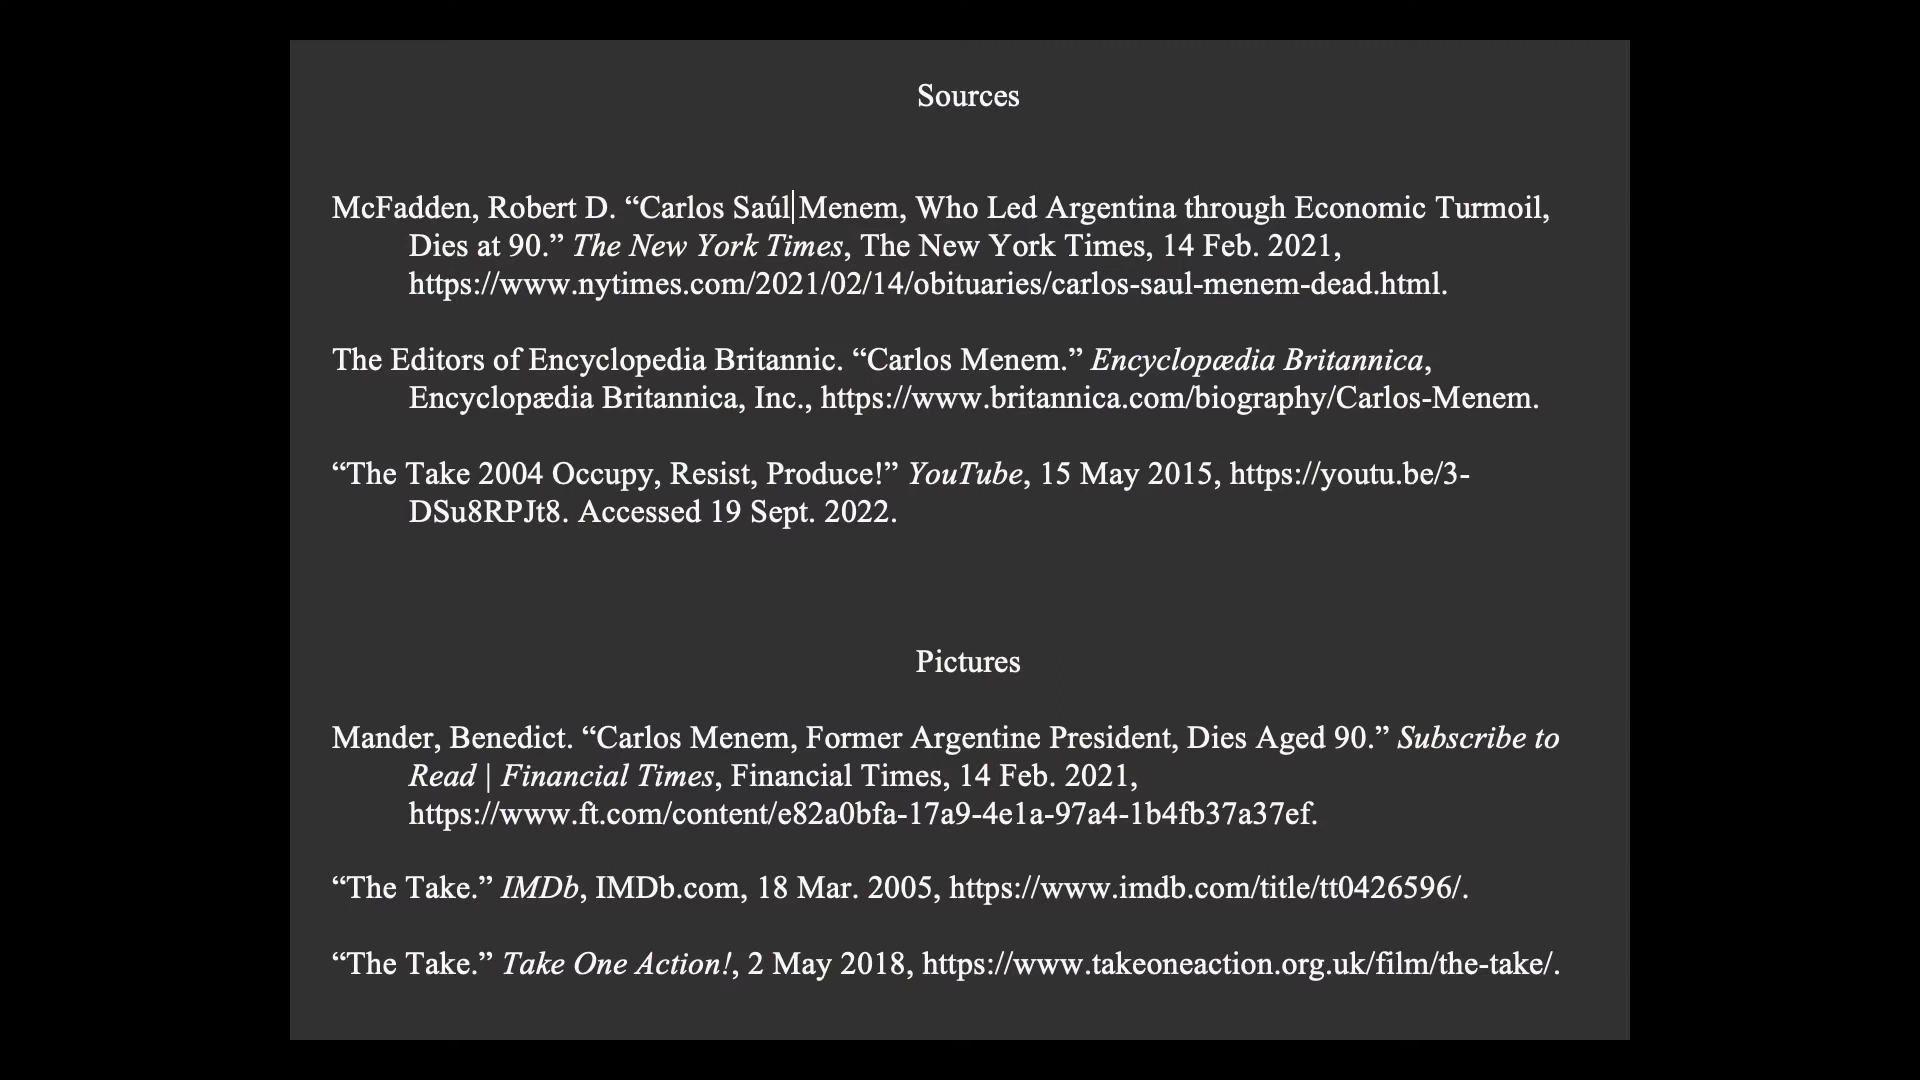 Sources
McFadden, Robert D. “Carlos Saúl Menem, Who Led Argentina through Economic Turmoil,
Dies at 90.” The New York Times, The New York Times, 14 Feb. 2021,
https://www.nytimes.com/2021/02/14/obituaries/carlos-saul-menem-dead.html.
The Editors of Encyclopedia Britannic. “Carlos Menem.” Encyclopædia Britannica,
Encyclopædia Britannica, Inc., https://www.britannica.com/biography/Carlos-Menem.
“The Take 2004 Occupy, Resist, Produce!” YouTube, 15 May 2015, https://youtu.be/3-
DSu8RPJt8. Accessed 19 Sept. 2022.
Pictures
Mander, Benedict. “Carlos Menem, Former Argentine President, Dies Aged 90.” Subscribe to
Read | Financial Times, Financial Times, 14 Feb. 2021,
https://www.ft.com/content/e82a0bfa-17a9-4e1a-97a4-1b4fb37a37ef.
“The Take.” IMDb, IMDb.com, 18 Mar. 2005, https://www.imdb.com/title/tt0426596/.
“The Take.” Take One Action!, 2 May 2018, https://www.takeoneaction.org.uk/film/the-take/.